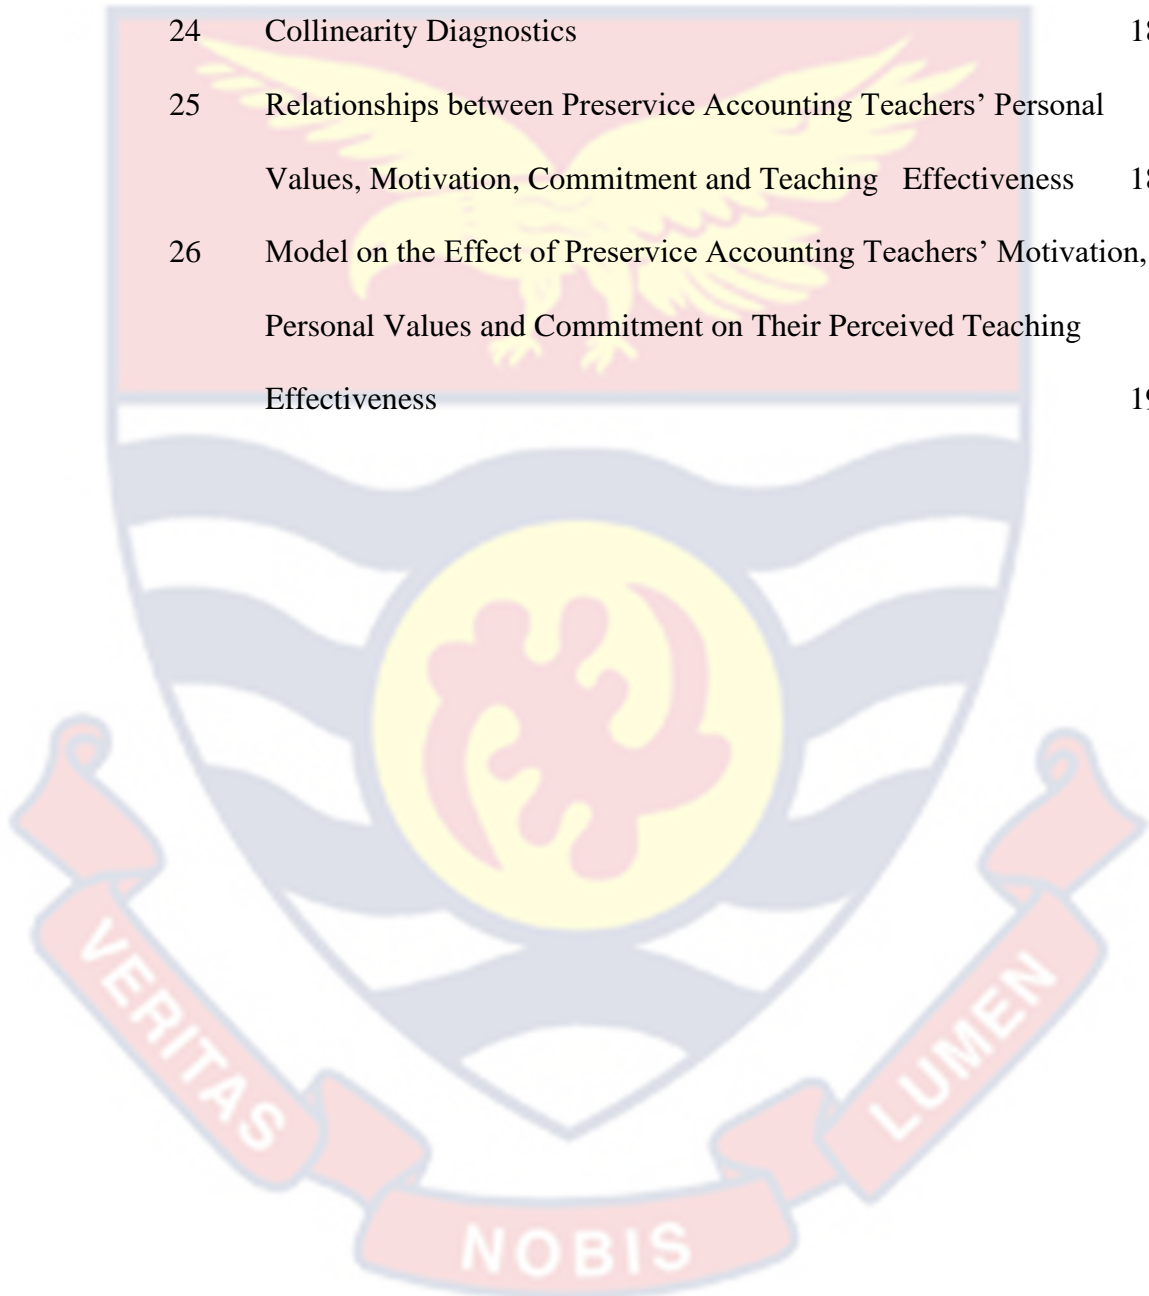 24 Collinearity Diagnostics 18
25 Relationships between Preservice Accounting Teachers’ Personal
Values, Motivation, Commitment and Teaching Effectiveness 18
26 Model on the Effect of Preservice Accounting Teachers’ Motivation,
Personal Values and Commitment on Their Perceived Teaching
Effectiveness 19
VERITAS
NOBIS
LUMEN